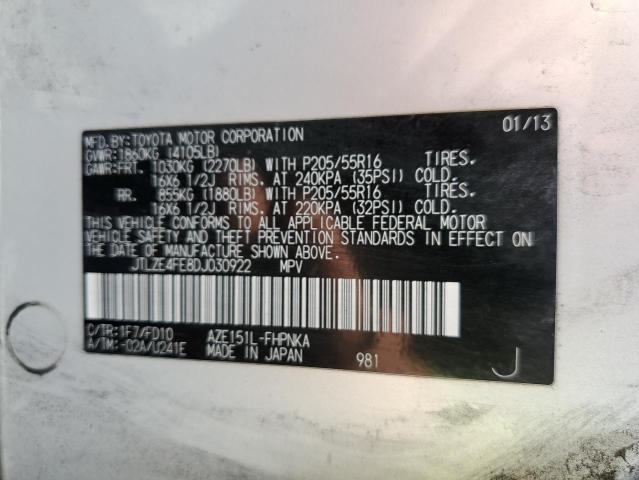 MFD. BY: TOYOTA MOTOR CORPORATION 01/13
GVWR: 1860KG (4105LB)
GAWR: FRT. 1030KG (2270LB) WITH P205/55R16 TIRES.
16X6 1/2J RIMS. AT 240KPA (35PSI) COLD.
RR. 855KG (1880LB) WITH P205/55R16 TIRES.
16X6 1/2J RIMS. AT 220KPA (32PSI) COLD.
THIS VEHICLE CONFORMS TO ALL APPLICABLE FEDERAL MOTOR
VEHICLE SAFETY AND THEFT PREVENTION STANDARDS IN EFFECT ON
THE DATE OF MANUFACTURE SHOWN ABOVE.
JTLZE4FE8DJ030922 MPV
C/TR: 1F7/FD10 AZE151L-FHPNKA
A/TM: -02A/U241E MADE IN JAPAN 981 J